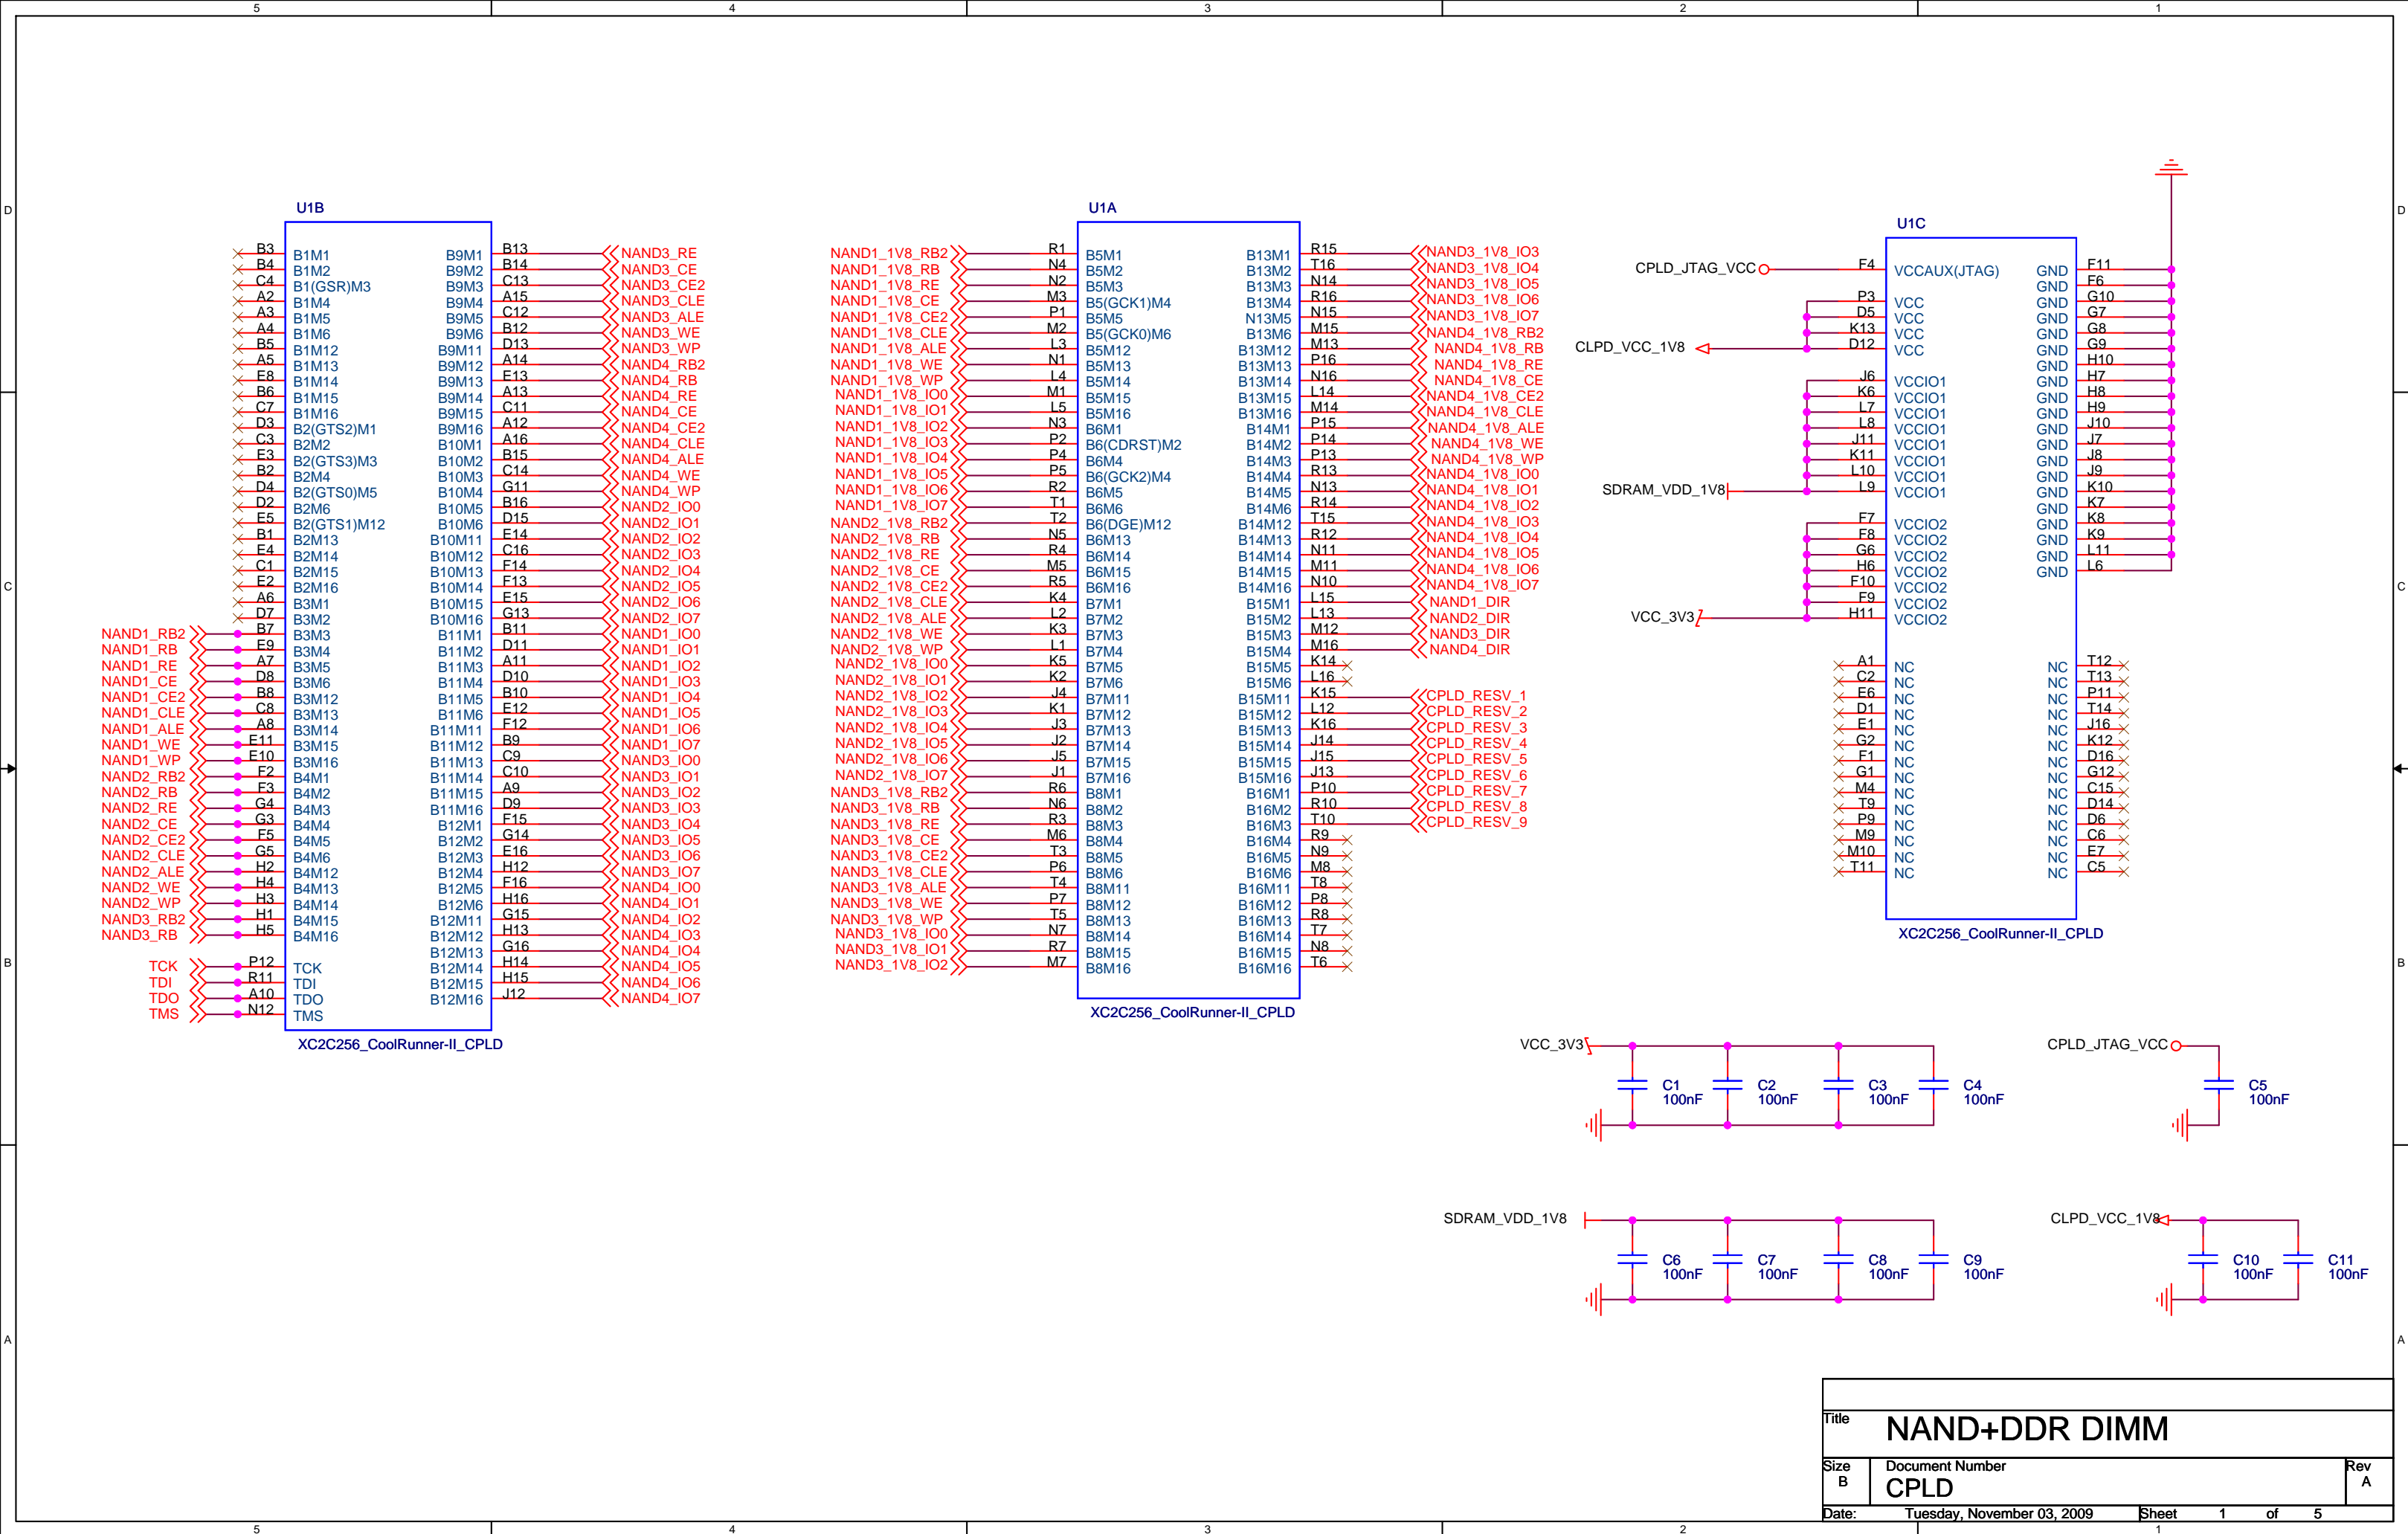 U1B
B3 B1M1 B9M1 B13 NAND3_RE
B4 B1M2 B9M2 B14 NAND3_CE
C4 B1(GSR)M3 B9M3 C13 NAND3_CE2
A2 B1M4 B9M4 A15 NAND3_CLE
A3 B1M5 B9M5 C12 NAND3_ALE
A4 B1M6 B9M6 B12 NAND3_WE
B5 B1M12 B9M11 D13 NAND3_WP
A5 B1M13 B9M12 A14 NAND4_RB2
E8 B1M14 B9M13 E13 NAND4_RB
B6 B1M15 B9M14 A13 NAND4_RE
C7 B1M16 B9M15 C11 NAND4_CE
D3 B2(GTS2)M1 B9M16 A12 NAND4_CE2
C3 B2M2 B10M1 A16 NAND4_CLE
E3 B2(GTS3)M3 B10M2 B15 NAND4_ALE
B2 B2M4 B10M3 C14 NAND4_WE
D4 B2(GTS0)M5 B10M4 G11 NAND4_WP
D2 B2M6 B10M5 B16 NAND2_IO0
E5 B2(GTS1)M12 B10M6 D15 NAND2_IO1
B1 B2M13 B10M11 E14 NAND2_IO2
E4 B2M14 B10M12 C16 NAND2_IO3
C1 B2M15 B10M13 F14 NAND2_IO4
E2 B2M16 B10M14 F13 NAND2_IO5
A6 B3M1 B10M15 E15 NAND2_IO6
D7 B3M2 B10M16 G13 NAND2_IO7
NAND1_RB2 B7 B3M3 B11M1 B11 NAND1_IO0
NAND1_RB E9 B3M4 B11M2 D11 NAND1_IO1
NAND1_RE A7 B3M5 B11M3 A11 NAND1_IO2
NAND1_CE D8 B3M6 B11M4 D10 NAND1_IO3
NAND1_CE2 B8 B3M12 B11M5 B10 NAND1_IO4
NAND1_CLE C8 B3M13 B11M6 E12 NAND1_IO5
NAND1_ALE A8 B3M14 B11M11 F12 NAND1_IO6
NAND1_WE E11 B3M15 B11M12 B9 NAND1_IO7
NAND1_WP E10 B3M16 B11M13 C9 NAND3_IO0
NAND2_RB2 F2 B4M1 B11M14 C10 NAND3_IO1
NAND2_RB F3 B4M2 B11M15 A9 NAND3_IO2
NAND2_RE G4 B4M3 B11M16 D9 NAND3_IO3
NAND2_CE G3 B4M4 B12M1 F15 NAND3_IO4
NAND2_CE2 F5 B4M5 B12M2 G14 NAND3_IO5
NAND2_CLE G5 B4M6 B12M3 E16 NAND3_IO6
NAND2_ALE H2 B4M12 B12M4 H12 NAND3_IO7
NAND2_WE H4 B4M13 B12M5 F16 NAND4_IO0
NAND2_WP H3 B4M14 B12M6 H16 NAND4_IO1
NAND3_RB2 H1 B4M15 B12M11 G15 NAND4_IO2
NAND3_RB H5 B4M16 B12M12 H13 NAND4_IO3
B12M13 G16 NAND4_IO4
TCK P12 TCK B12M14 H14 NAND4_IO5
TDI R11 TDI B12M15 H15 NAND4_IO6
TDO A10 TDO B12M16 J12 NAND4_IO7
TMS N12 TMS
XC2C256_CoolRunner-II_CPLD
U1A
NAND1_1V8_RB2 R1 B5M1 B13M1 R15 NAND3_1V8_IO3
NAND1_1V8_RB N4 B5M2 B13M2 T16 NAND3_1V8_IO4
NAND1_1V8_RE N2 B5M3 B13M3 N14 NAND3_1V8_IO5
NAND1_1V8_CE M3 B5(GCK1)M4 B13M4 R16 NAND3_1V8_IO6
NAND1_1V8_CE2 P1 B5M5 N13M5 N15 NAND3_1V8_IO7
NAND1_1V8_CLE M2 B5(GCK0)M6 B13M6 M15 NAND4_1V8_RB2
NAND1_1V8_ALE L3 B5M12 B13M12 M13 NAND4_1V8_RB
NAND1_1V8_WE N1 B5M13 B13M13 P16 NAND4_1V8_RE
NAND1_1V8_WP L4 B5M14 B13M14 N16 NAND4_1V8_CE
NAND1_1V8_IO0 M1 B5M15 B13M15 L14 NAND4_1V8_CE2
NAND1_1V8_IO1 L5 B5M16 B13M16 M14 NAND4_1V8_CLE
NAND1_1V8_IO2 N3 B6M1 B14M1 P15 NAND4_1V8_ALE
NAND1_1V8_IO3 P2 B6(CDRST)M2 B14M2 P14 NAND4_1V8_WE
NAND1_1V8_IO4 P4 B6M4 B14M3 P13 NAND4_1V8_WP
NAND1_1V8_IO5 P5 B6(GCK2)M4 B14M4 R13 NAND4_1V8_IO0
NAND1_1V8_IO6 R2 B6M5 B14M5 N13 NAND4_1V8_IO1
NAND1_1V8_IO7 T1 B6M6 B14M6 R14 NAND4_1V8_IO2
NAND2_1V8_RB2 T2 B6(DGE)M12 B14M12 T15 NAND4_1V8_IO3
NAND2_1V8_RB N5 B6M13 B14M13 R12 NAND4_1V8_IO4
NAND2_1V8_RE R4 B6M14 B14M14 N11 NAND4_1V8_IO5
NAND2_1V8_CE M5 B6M15 B14M15 M11 NAND4_1V8_IO6
NAND2_1V8_CE2 R5 B6M16 B14M16 N10 NAND4_1V8_IO7
NAND2_1V8_CLE K4 B7M1 B15M1 L15 NAND1_DIR
NAND2_1V8_ALE L2 B7M2 B15M2 L13 NAND2_DIR
NAND2_1V8_WE K3 B7M3 B15M3 M12 NAND3_DIR
NAND2_1V8_WP L1 B7M4 B15M4 M16 NAND4_DIR
NAND2_1V8_IO0 K5 B7M5 B15M5 K14
NAND2_1V8_IO1 K2 B7M6 B15M6 L16
NAND2_1V8_IO2 J4 B7M11 B15M11 K15 CPLD_RESV_1
NAND2_1V8_IO3 K1 B7M12 B15M12 L12 CPLD_RESV_2
NAND2_1V8_IO4 J3 B7M13 B15M13 K16 CPLD_RESV_3
NAND2_1V8_IO5 J2 B7M14 B15M14 J14 CPLD_RESV_4
NAND2_1V8_IO6 J5 B7M15 B15M15 J15 CPLD_RESV_5
NAND2_1V8_IO7 J1 B7M16 B15M16 J13 CPLD_RESV_6
NAND3_1V8_RB2 R6 B8M1 B16M1 P10 CPLD_RESV_7
NAND3_1V8_RB N6 B8M2 B16M2 R10 CPLD_RESV_8
NAND3_1V8_RE R3 B8M3 B16M3 T10 CPLD_RESV_9
NAND3_1V8_CE M6 B8M4 B16M4 R9
NAND3_1V8_CE2 T3 B8M5 B16M5 N9
NAND3_1V8_CLE P6 B8M6 B16M6 M8
NAND3_1V8_ALE T4 B8M11 B16M11 T8
NAND3_1V8_WE P7 B8M12 B16M12 P8
NAND3_1V8_WP T5 B8M13 B16M13 R8
NAND3_1V8_IO0 N7 B8M14 B16M14 T7
NAND3_1V8_IO1 R7 B8M15 B16M15 N8
NAND3_1V8_IO2 M7 B8M16 B16M16 T6
XC2C256_CoolRunner-II_CPLD
U1C
CPLD_JTAG_VCC F4 VCCAUX(JTAG) GND F11
GND F6
P3 VCC GND G10
D5 VCC GND G7
K13 VCC GND G8
CLPD_VCC_1V8 D12 VCC GND G9
GND H10
J6 VCCIO1 GND H7
K6 VCCIO1 GND H8
L7 VCCIO1 GND H9
L8 VCCIO1 GND J10
J11 VCCIO1 GND J7
K11 VCCIO1 GND J8
L10 VCCIO1 GND J9
SDRAM_VDD_1V8 L9 VCCIO1 GND K10
GND K7
F7 VCCIO2 GND K8
F8 VCCIO2 GND K9
G6 VCCIO2 GND L11
H6 VCCIO2 GND L6
F10 VCCIO2
F9 VCCIO2
VCC_3V3 H11 VCCIO2
A1 NC NC T12
C2 NC NC T13
E6 NC NC P11
D1 NC NC T14
E1 NC NC J16
G2 NC NC K12
F1 NC NC D16
G1 NC NC G12
M4 NC NC C15
T9 NC NC D14
P9 NC NC D6
M9 NC NC C6
M10 NC NC E7
T11 NC NC C5
XC2C256_CoolRunner-II_CPLD
VCC_3V3 CPLD_JTAG_VCC
C1 C2 C3 C4 C5
100nF 100nF 100nF 100nF 100nF
SDRAM_VDD_1V8 CLPD_VCC_1V8
C6 C7 C8 C9 C10 C11
100nF 100nF 100nF 100nF 100nF 100nF
5 4 3 2 1
D D
C C
B B
A A
5 4 3 2 1
Title
NAND+DDR DIMM
Size Document Number Rev
B CPLD A
Date: Tuesday, November 03, 2009 Sheet 1 of 5